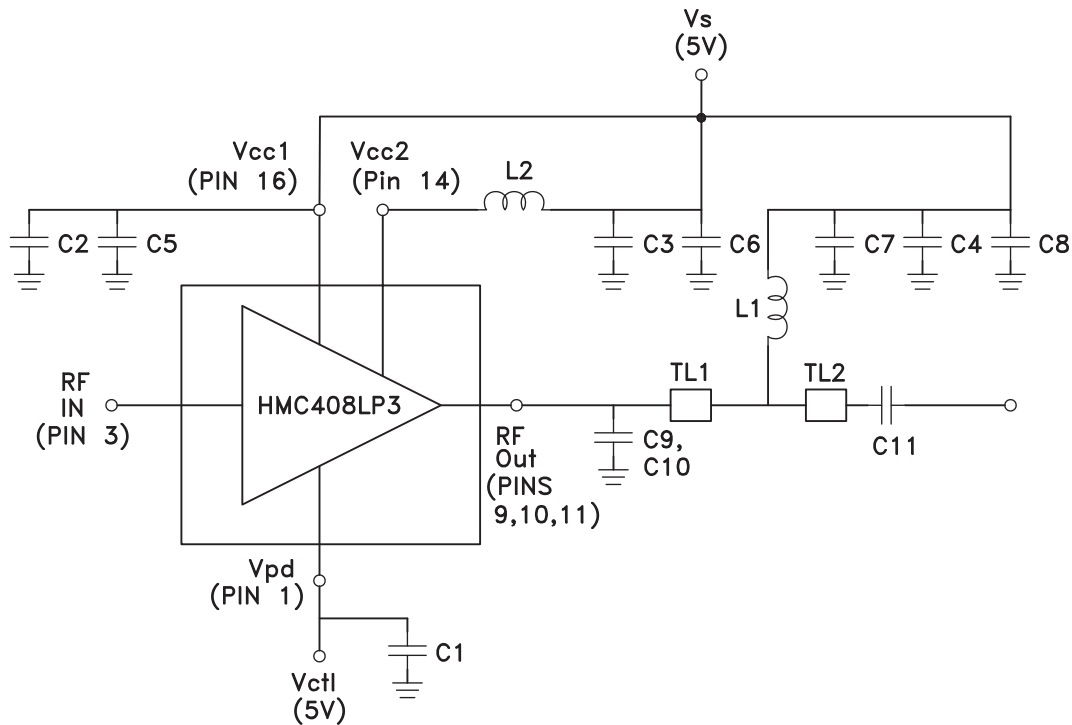 Vs
(5V)
Vcc1
(PIN 16)
Vcc2
(Pin 14)
L2
C2
C5
C3
C6
C7
C4
C8
L1
RF
IN
(PIN 3)
HMC408LP3
TL1
TL2
RF
Out
(PINS
9,10,11)
C9,
C10
C11
Vpd
(PIN 1)
C1
Vctl
(5V)